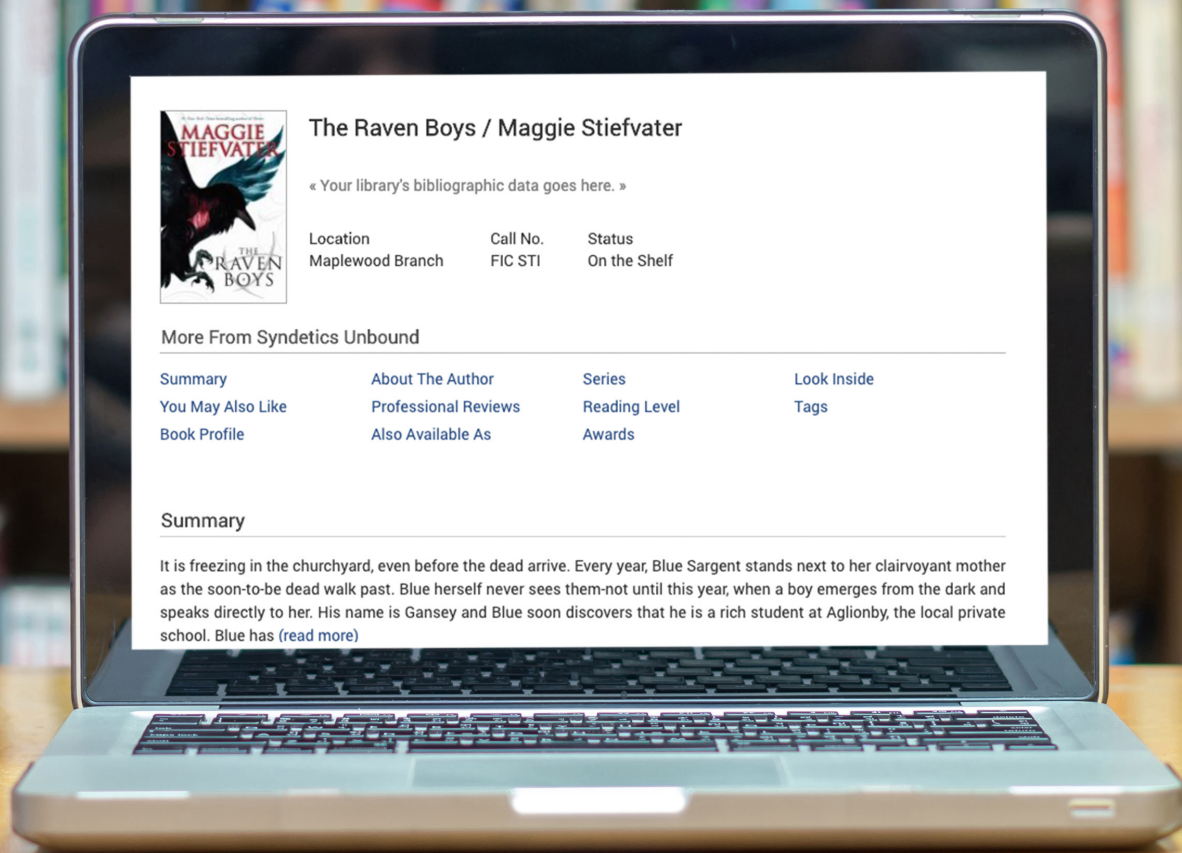 MAGGIE
STIEFVATER
THE
RAVEN
BOYS
The Raven Boys / Maggie Stiefvater
« Your library's bibliographic data goes here. »
Location Call No. Status
Maplewood Branch FIC STI On the Shelf
More From Syndetics Unbound
Summary About The Author Series Look Inside
You May Also Like Professional Reviews Reading Level Tags
Book Profile Also Available As Awards
Summary
It is freezing in the churchyard, even before the dead arrive. Every year, Blue Sargent stands next to her clairvoyant mother
as the soon-to-be dead walk past. Blue herself never sees them-not until this year, when a boy emerges from the dark and
speaks directly to her. His name is Gansey and Blue soon discovers that he is a rich student at Aglionby, the local private
school. Blue has (read more)